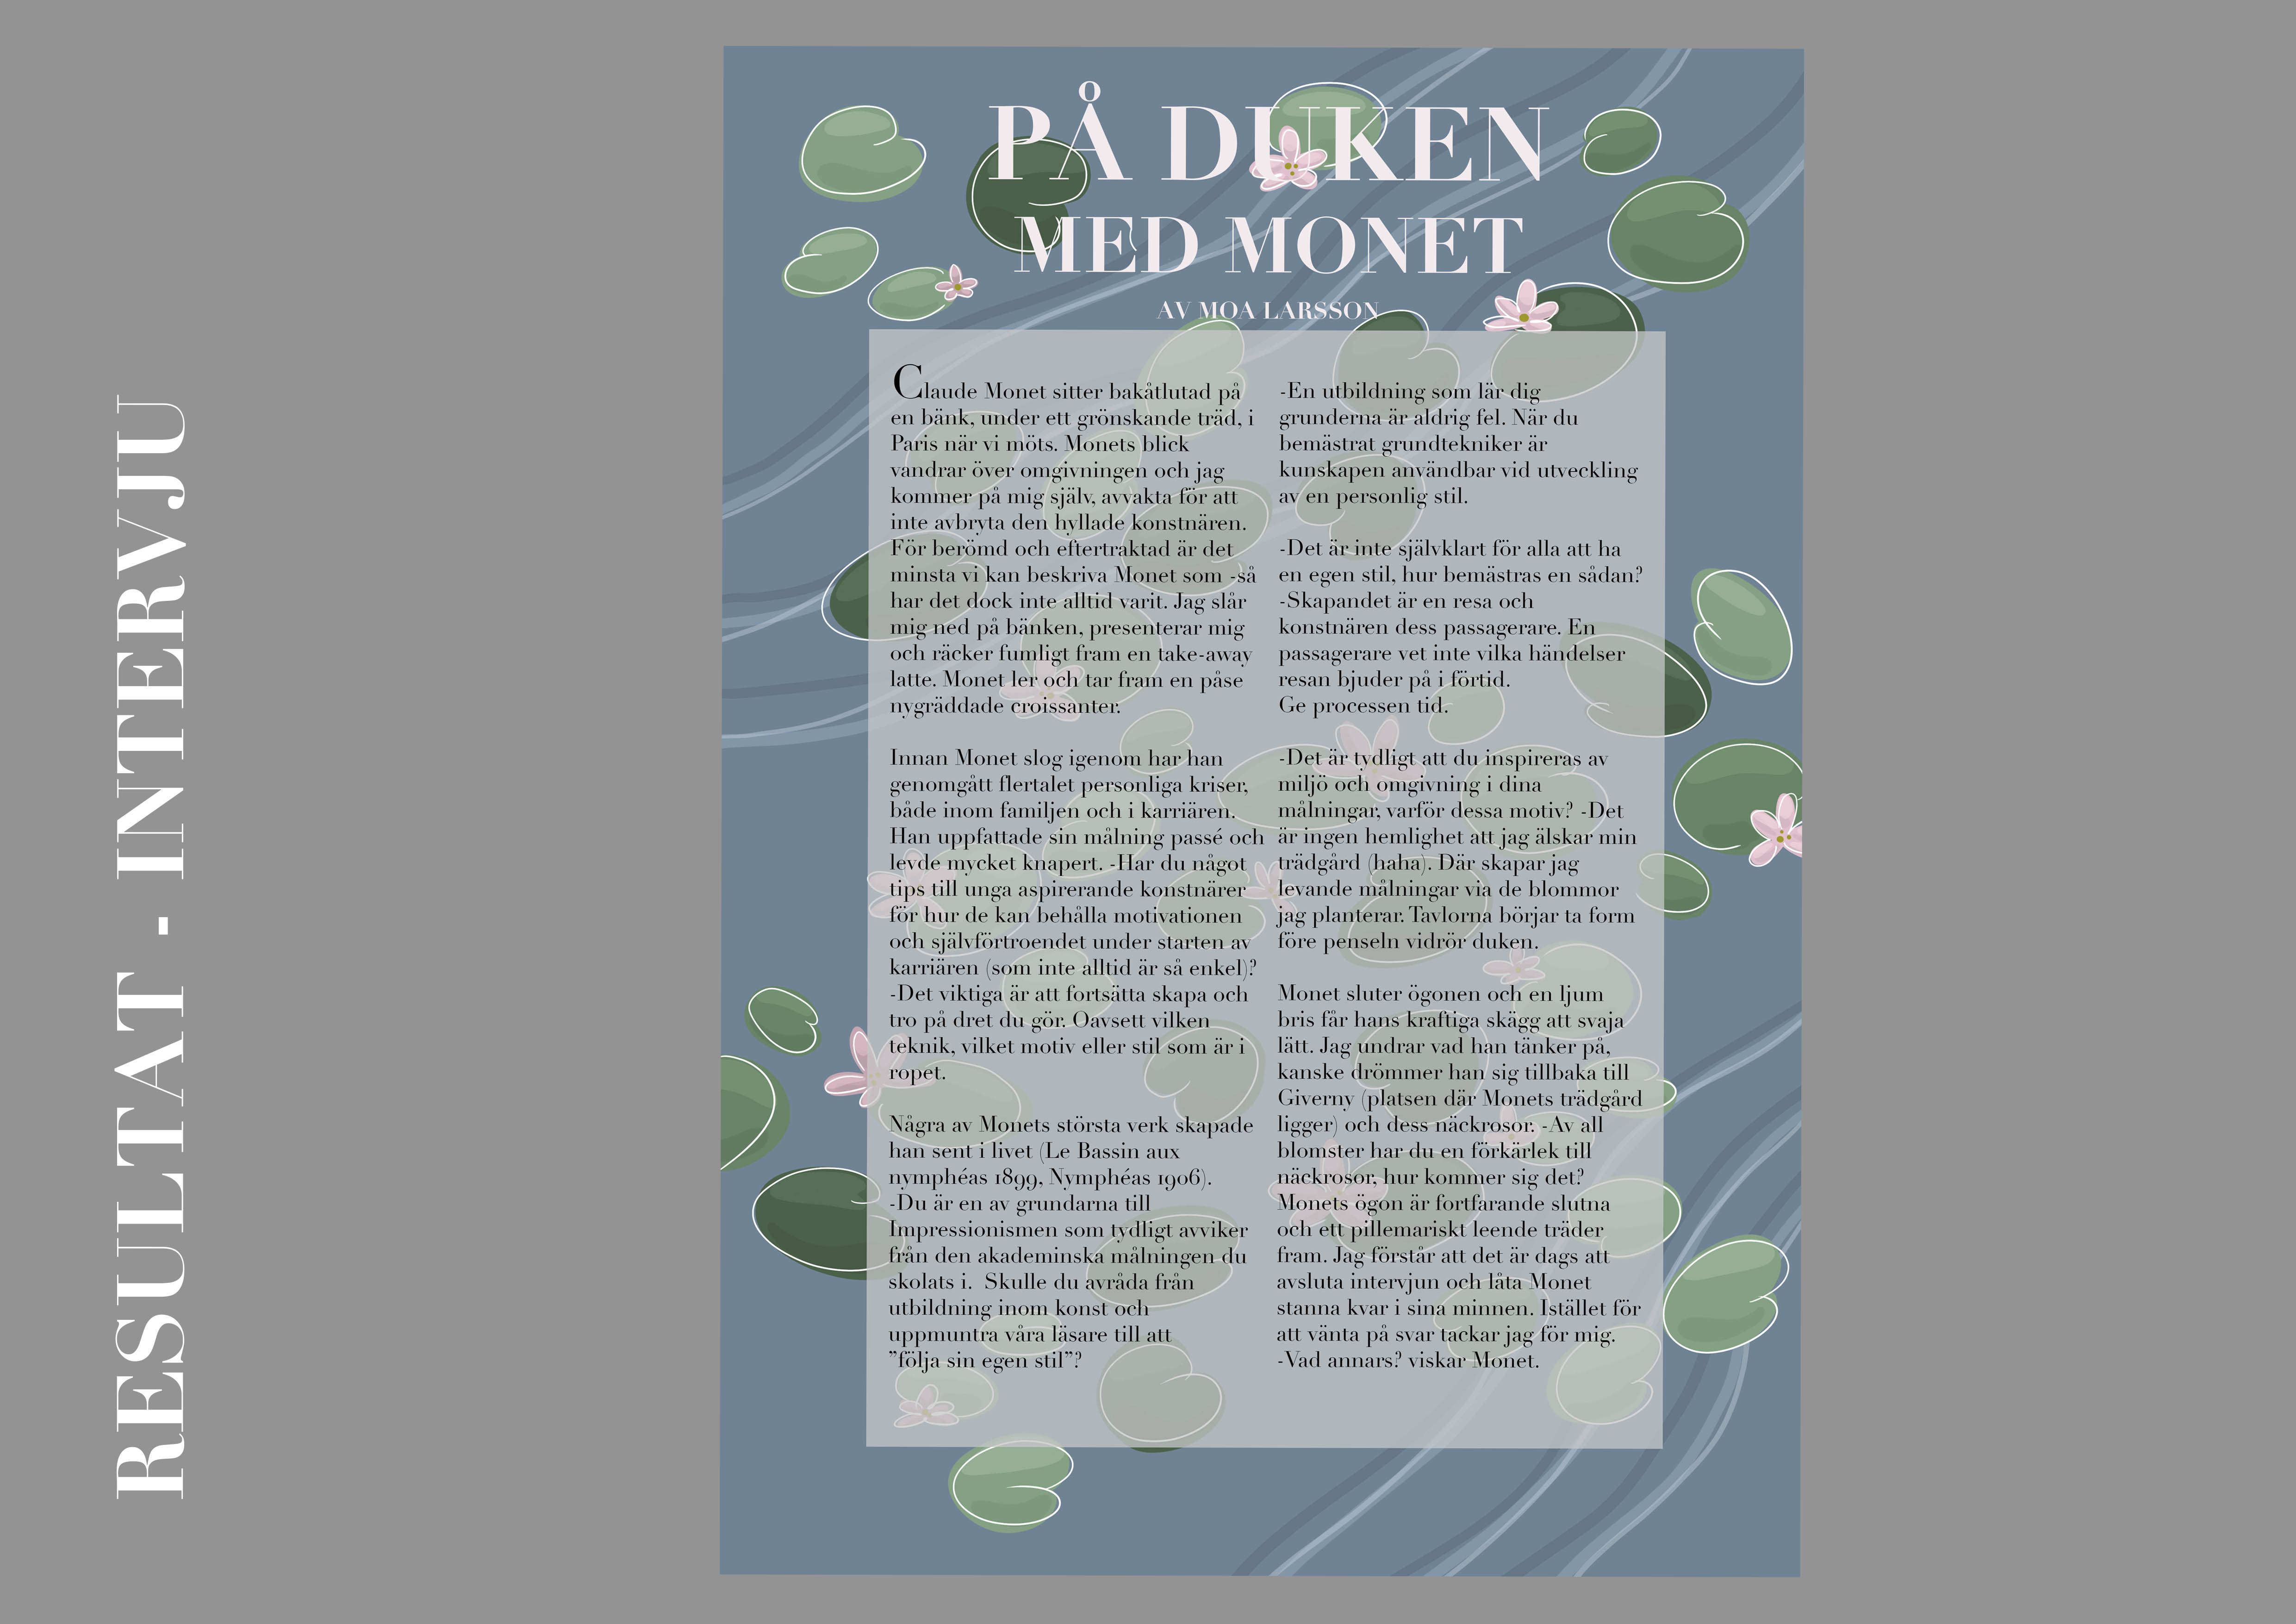 RESULTAT - INTERVJU
PÅ DUKEN
MED MONET
AV MOA LARSSON
Claude Monet sitter bakåtlutad på
en bänk, under ett grönskande träd, i
Paris när vi möts. Monets blick
vandrar över omgivningen och jag
kommer på mig själv, avvakta för att
inte avbryta den hyllade konstnären.
För berömd och eftertraktad är det
minsta vi kan beskriva Monet som -så
har det dock inte alltid varit. Jag slår
mig ned på bänken, presenterar mig
och räcker fumligt fram en take-away
latte. Monet ler och tar fram en påse
nygräddade croissanter.
Innan Monet slog igenom har han
genomgått flertalet personliga kriser,
både inom familjen och i karriären.
Han uppfattade sin målning passé och
levde mycket knapert. -Har du något
tips till unga aspirerande konstnärer
för hur de kan behålla motivationen
och självförtroendet under starten av
karriären (som inte alltid är så enkel)?
-Det viktiga är att fortsätta skapa och
tro på dret du gör. Oavsett vilken
teknik, vilket motiv eller stil som är i
ropet.
Några av Monets största verk skapade
han sent i livet (Le Bassin aux
nymphéas 1899, Nymphéas 1906).
-Du är en av grundarna till
Impressionismen som tydligt avviker
från den akademinska målningen du
skolats i.  Skulle du avråda från
utbildning inom konst och
uppmuntra våra läsare till att
”följa sin egen stil”?
-En utbildning som lär dig
grunderna är aldrig fel. När du
bemästrat grundtekniker är
kunskapen användbar vid utveckling
av en personlig stil.
-Det är inte självklart för alla att ha
en egen stil, hur bemästras en sådan?
-Skapandet är en resa och
konstnären dess passagerare. En
passagerare vet inte vilka händelser
resan bjuder på i förtid.
Ge processen tid.
-Det är tydligt att du inspireras av
miljö och omgivning i dina
målningar, varför dessa motiv? -Det
är ingen hemlighet att jag älskar min
trädgård (haha). Där skapar jag
levande målningar via de blommor
jag planterar. Tavlorna börjar ta form
före penseln vidrör duken.
Monet sluter ögonen och en ljum
bris får hans kraftiga skägg att svaja
lätt. Jag undrar vad han tänker på,
kanske drömmer han sig tillbaka till
Giverny (platsen där Monets trädgård
ligger) och dess näckrosor. -Av all
blomster har du en förkärlek till
näckrosor, hur kommer sig det?
Monets ögon är fortfarande slutna
och ett pillemariskt leende träder
fram. Jag förstår att det är dags att
avsluta intervjun och låta Monet
stanna kvar i sina minnen. Istället för
att vänta på svar tackar jag för mig.
-Vad annars? viskar Monet.